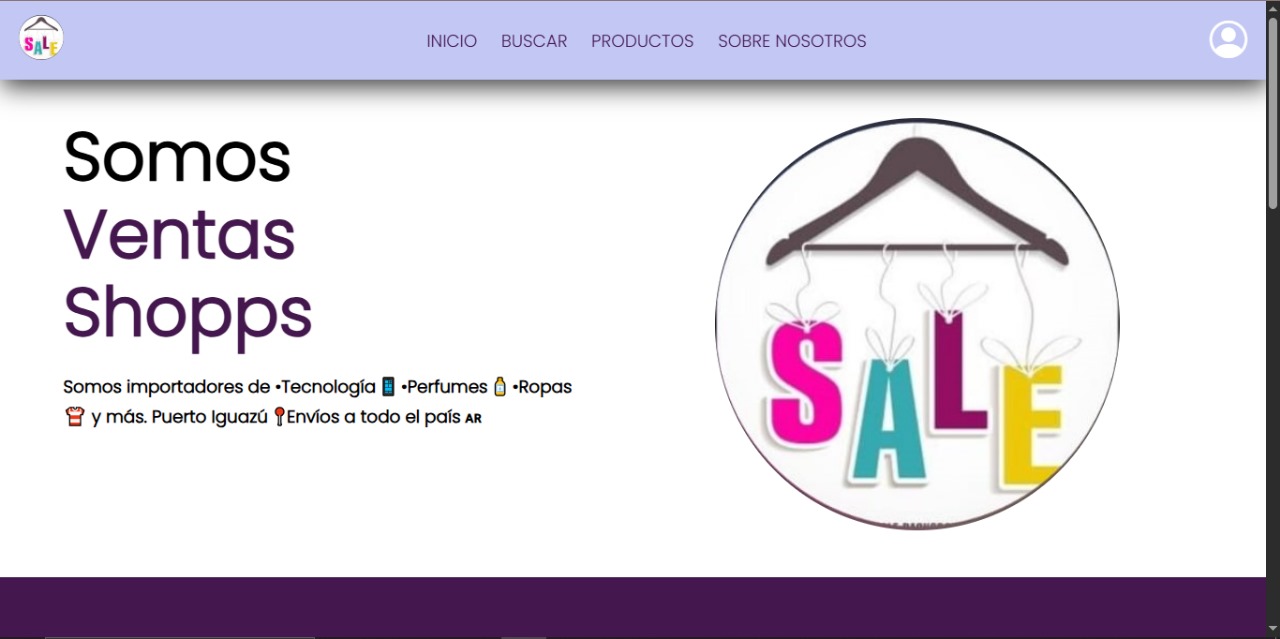 SALE
INICIO BUSCAR PRODUCTOS SOBRE NOSOTROS
Somos
Ventas
Shopps
Somos importadores de •Tecnología 📱 •Perfumes 🧴 •Ropas
👚 y más. Puerto Iguazú 📍Envíos a todo el país AR
SALE